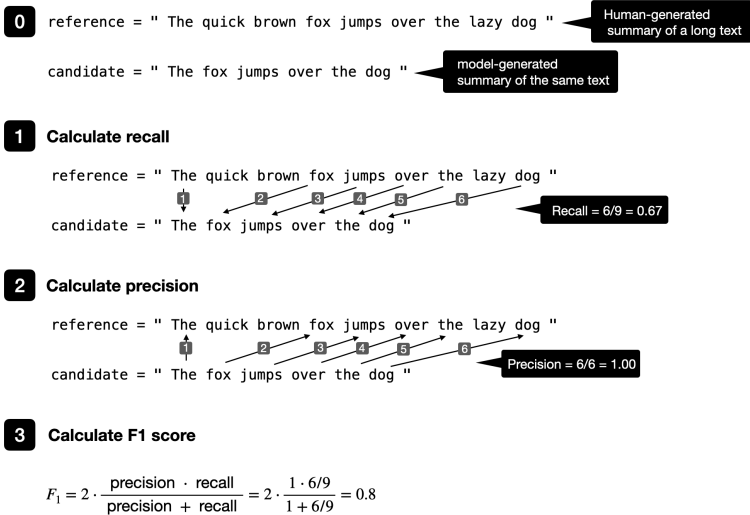 0 reference = " The quick brown fox jumps over the lazy dog "
Human-generated
summary of a long text
candidate = " The fox jumps over the dog "
model-generated
summary of the same text
1 Calculate recall
reference = " The quick brown fox jumps over the lazy dog "
1 2 3 4 5 6
candidate = " The fox jumps over the dog "
Recall = 6/9 = 0.67
2 Calculate precision
reference = " The quick brown fox jumps over the lazy dog "
1 2 3 4 5 6
candidate = " The fox jumps over the dog "
Precision = 6/6 = 1.00
3 Calculate F1 score
F₁ = 2 · (precision · recall) / (precision + recall) = 2 · (1 · 6/9) / (1 + 6/9) = 0.8